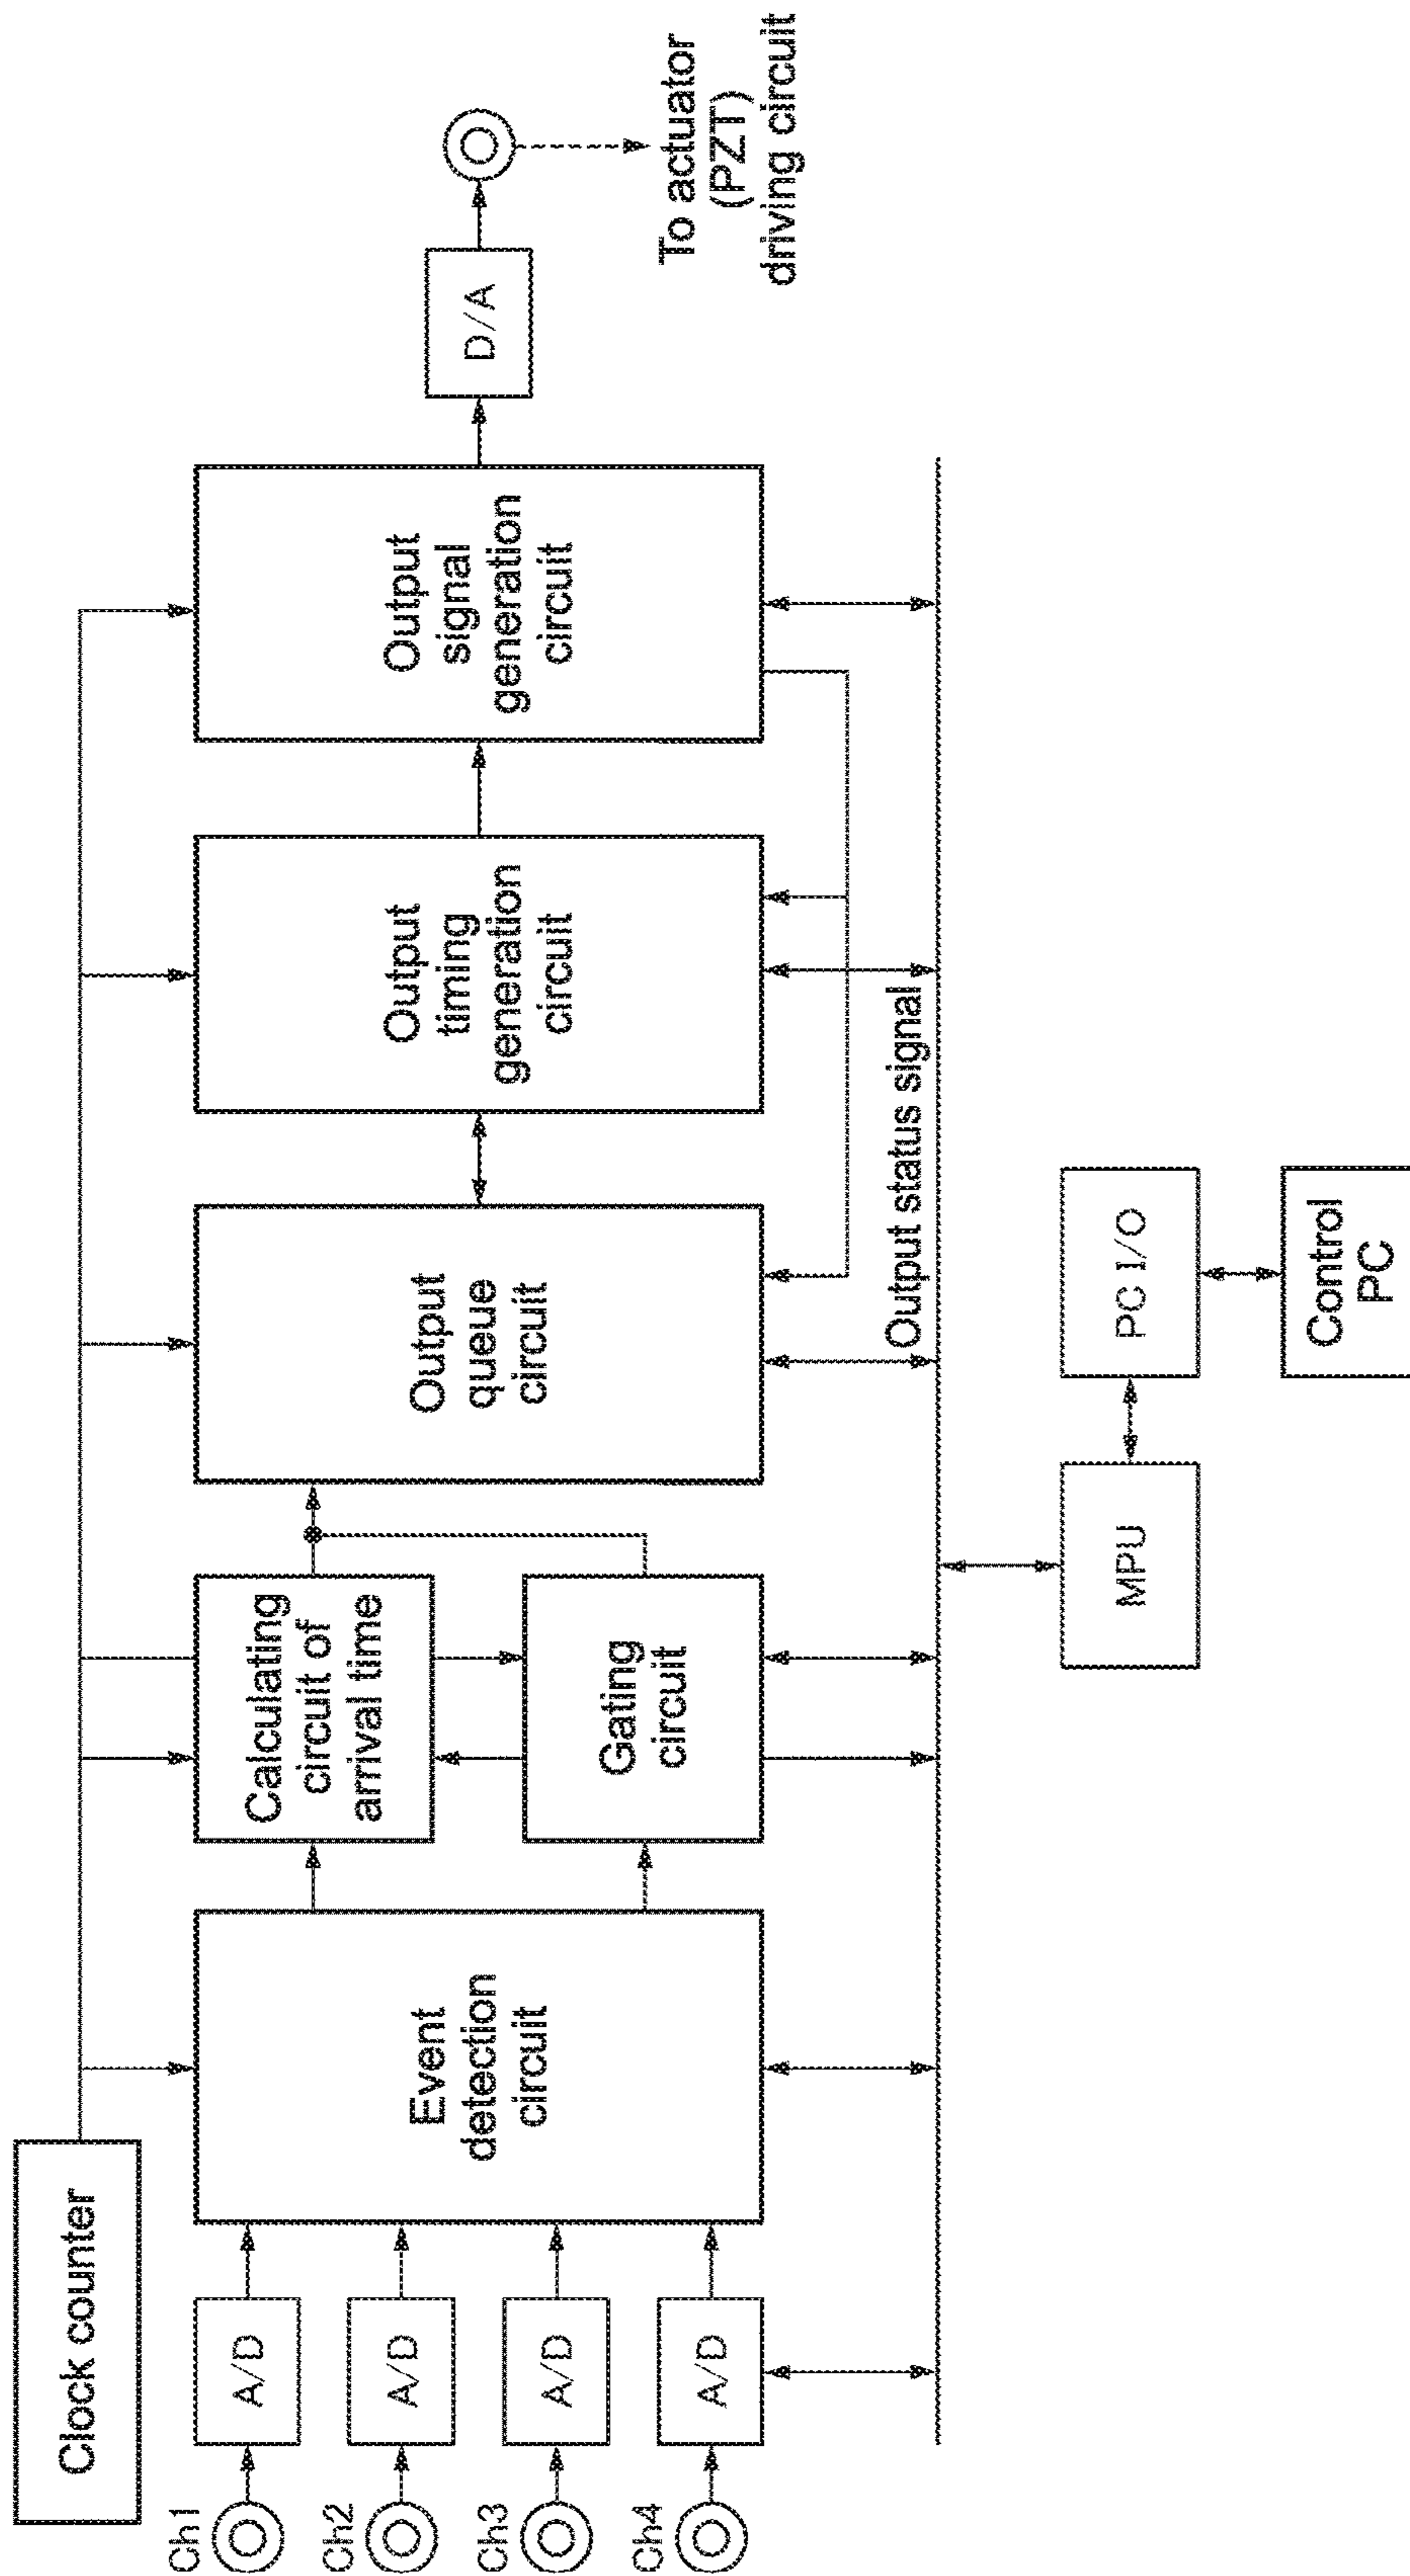 Clock counter
Ch1
A/D
Ch2
A/D
Ch3
A/D
Ch4
A/D
Event
detection
circuit
Calculating
circuit of
arrival time
Gating
circuit
Output
queue
circuit
Output
timing
generation
circuit
Output
signal
generation
circuit
D/A
To actuator
(PZT)
driving circuit
Output status signal
MPU
PC I/O
Control
PC